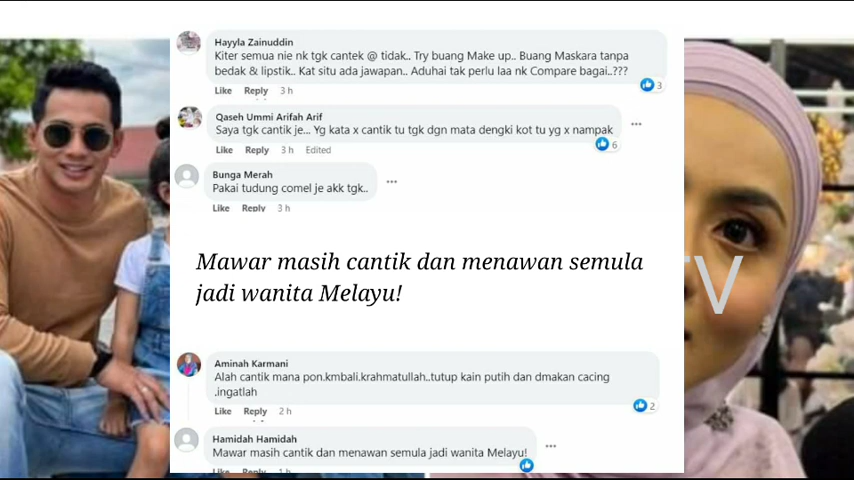 Hayyla Zainuddin
Kiter semua nie nk tgk cantek @ tidak.. Try buang Make up.. Buang Maskara tanpa
bedak & lipstik.. Kat situ ada jawapan.. Aduhai tak perlu laa nk Compare bagai..???
Like Reply 3 h
3
Qaseh Ummi Arifah Arif
Saya tgk cantik je... Yg kata x cantik tu tgk dgn mata dengki kot tu yg x nampak
Like Reply 3 h Edited
6
Bunga Merah
Pakai tudung comel je akk tgk..
Like Reply 3 h
Mawar masih cantik dan menawan semula
jadi wanita Melayu!
TV
Aminah Karmani
Alah cantik mana pon.kmbali.krahmatullah..tutup kain putih dan dmakan cacing
.ingatlah
Like Reply 2 h
2
Hamidah Hamidah
Mawar masih cantik dan menawan semula jadi wanita Melayu!
Like Reply 1 h